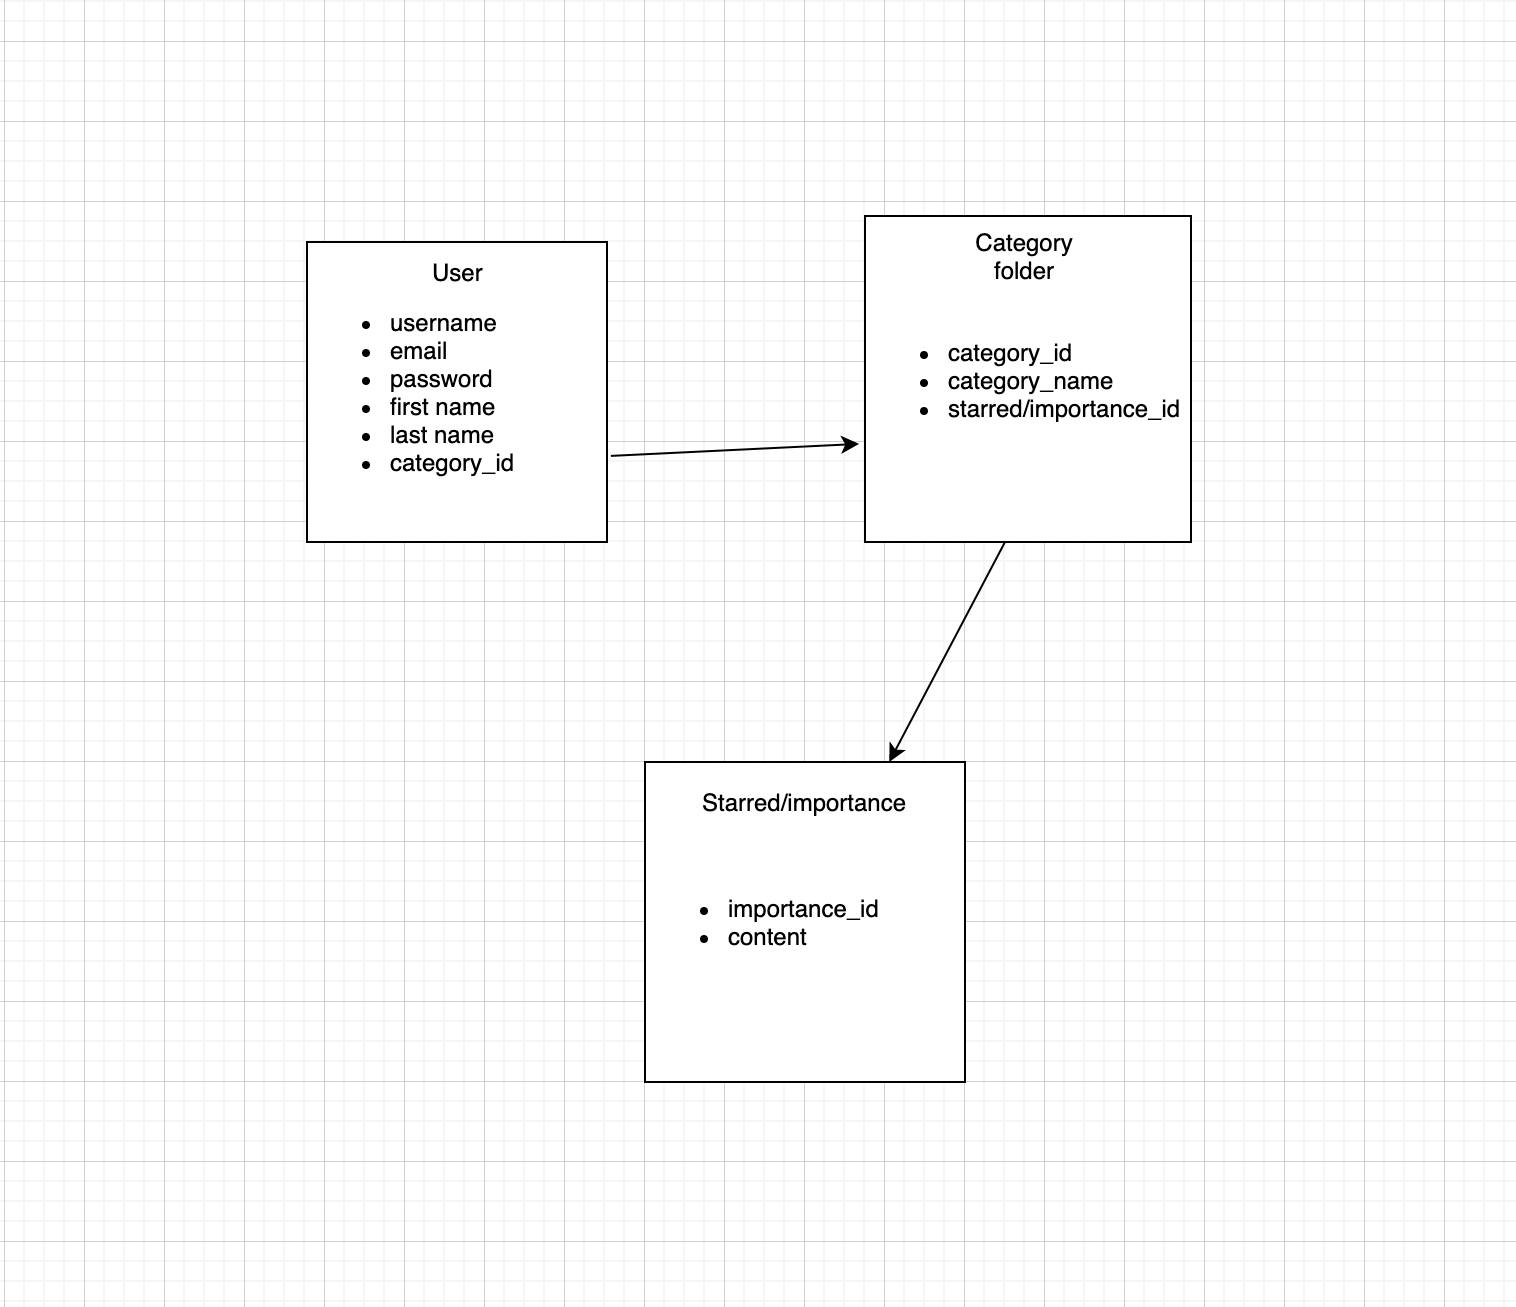 User
username
email
password
first name
last name
category_id
Category
folder
category_id
category_name
starred/importance_id
Starred/importance
importance_id
content